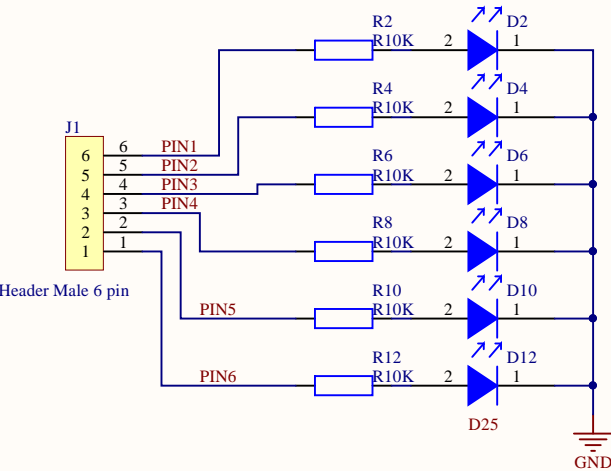 R2 D2
R10K 2 1
R4 D4
R10K 2 1
J1
6 6 PIN1
R6 D6
5 5 PIN2
R10K 2 1
4 4 PIN3
3 3 PIN4
R8 D8
2 2
R10K 2 1
1 1
Header Male 6 pin
R10 D10
PIN5 R10K 2 1
R12 D12
PIN6 R10K 2 1
D25
GND